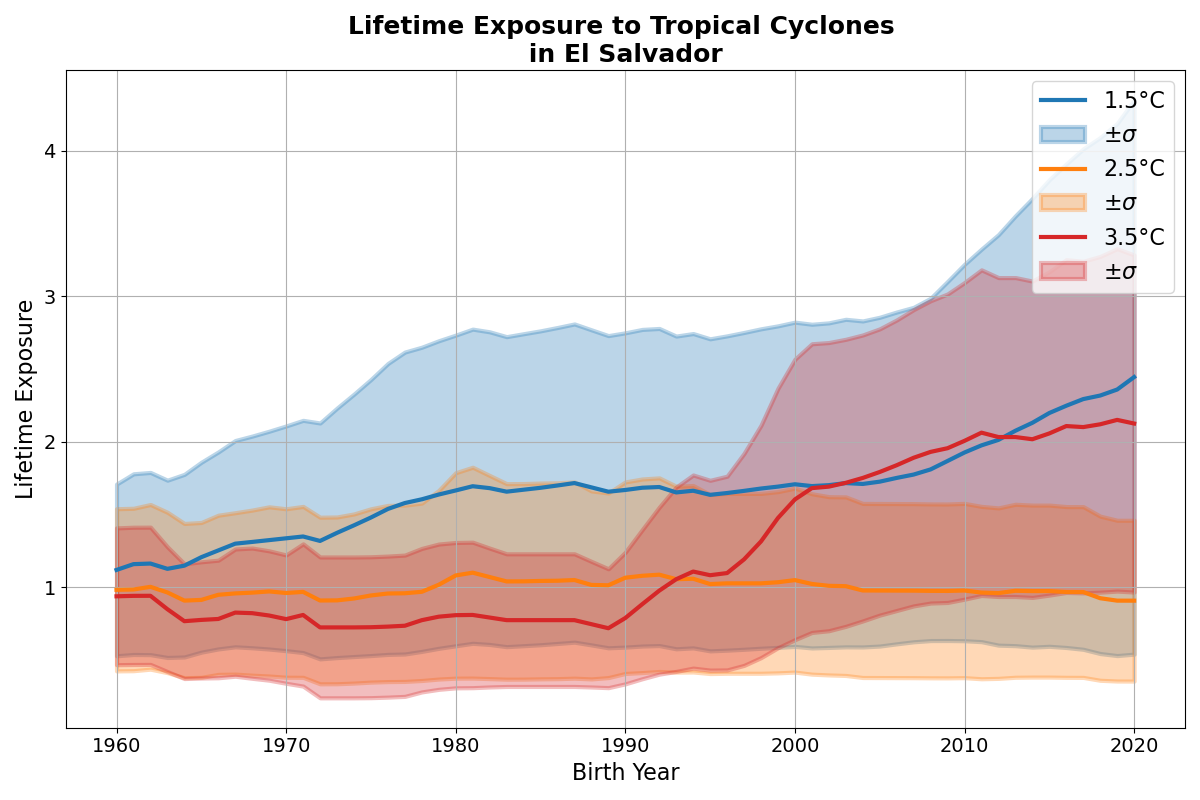 Lifetime Exposure to Tropical Cyclones
in El Salvador
Lifetime Exposure
4
3
2
1
1.5°C
±σ
2.5°C
±σ
3.5°C
±σ
1960 1970 1980 1990 2000 2010 2020
Birth Year